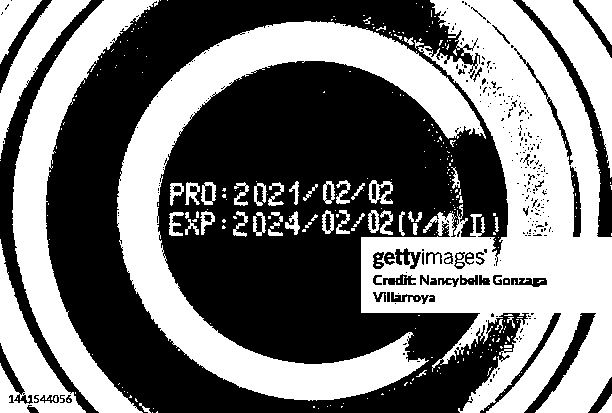 PRO:2021/02/02
EXP:2024/02/02(Y/M/D)
gettyimages
Credit: Nancybelle Gonzaga
Villarroya
1441544056